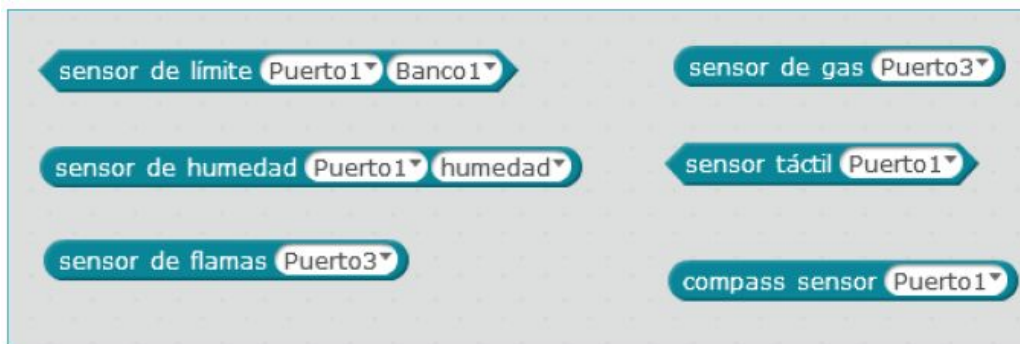 sensor de límite Puerto1 Banco1
sensor de gas Puerto3
sensor de humedad Puerto1 humedad
sensor táctil Puerto1
sensor de flamas Puerto3
compass sensor Puerto1